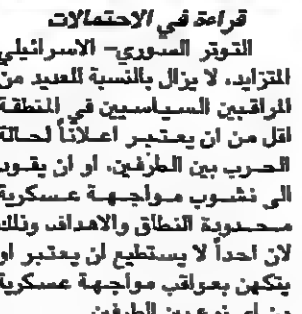 قراءة في الاحتمالات
التوتر السوري- الاسرائيلي
المتزايد، لا يزال بالنسبة للعديد من
المراقبين السياسيين في المنطقة
اقل من ان يعتبر اعلاناً لحالة
الحرب بين الطرفين، او ان يقود
الى نشوب مواجهة عسكرية
محدودة النطاق والاهداف وذلك
لان احداً لا يستطيع ان يعتبر او
يتكهن بعواقب مواجهة عسكرية
الطرفين